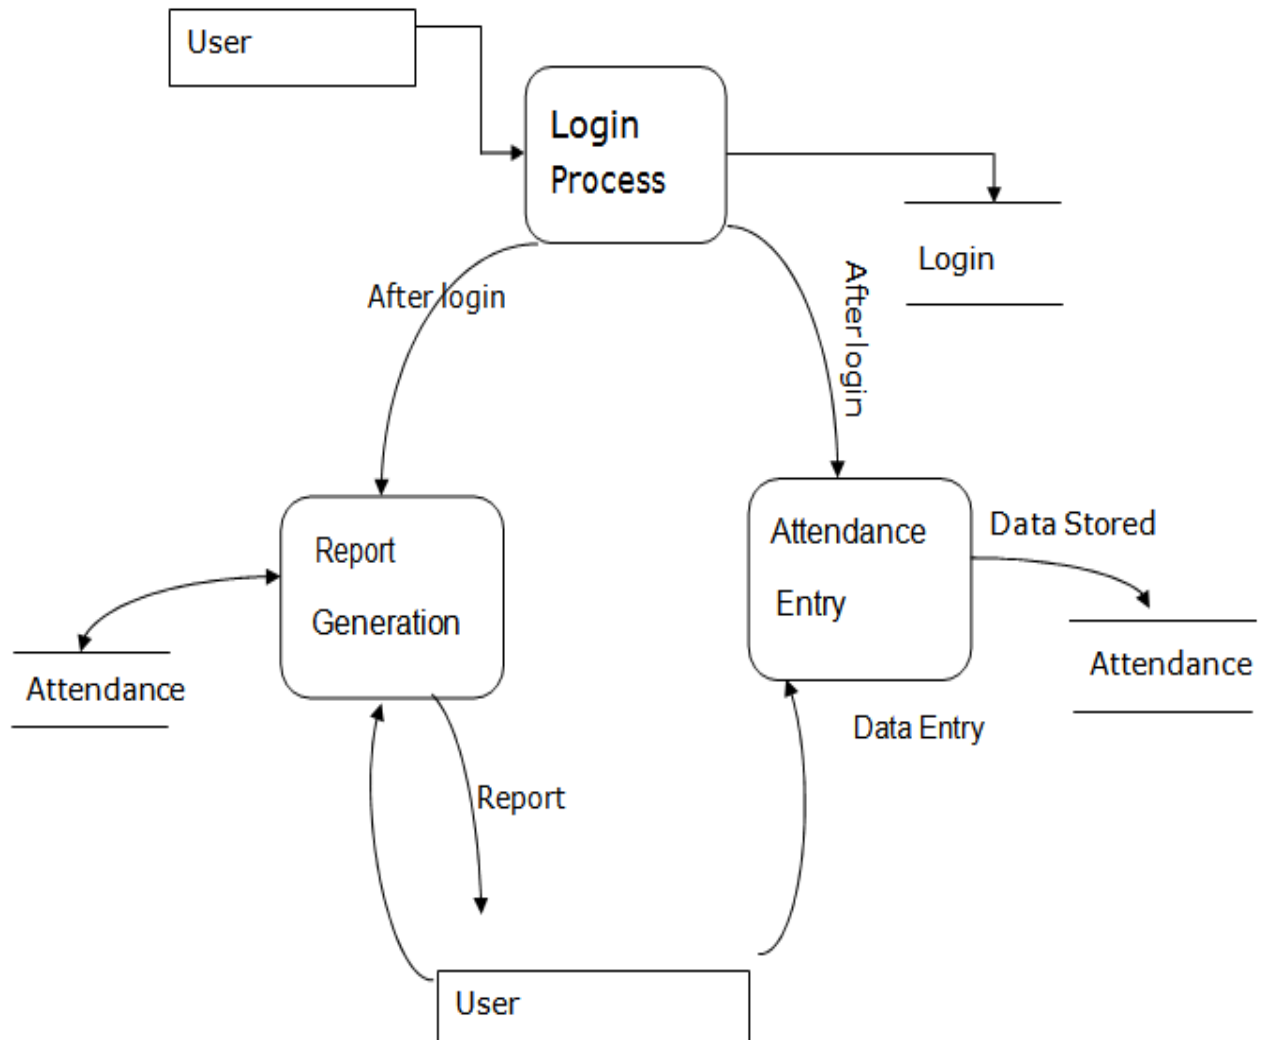 User
Login
Process
Login
After login
After login
Report
Generation
Attendance
Entry
Data Stored
Attendance
Attendance
Data Entry
Report
User